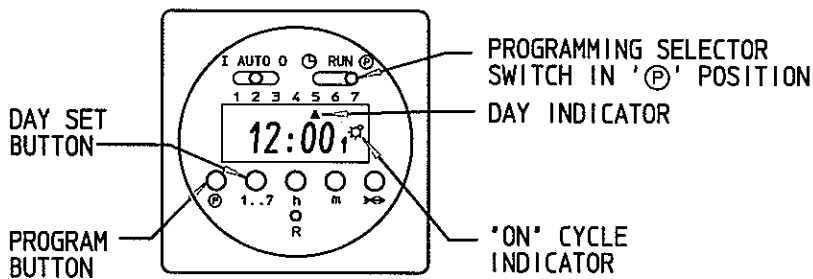 I AUTO O 🕒 RUN Ⓟ
PROGRAMMING SELECTOR
SWITCH IN 'Ⓟ' POSITION
1 2 3 4 5 6 7
DAY INDICATOR
DAY SET
BUTTON
12:00 1
Ⓟ 1..7 h m
R
PROGRAM
BUTTON
"ON" CYCLE
INDICATOR